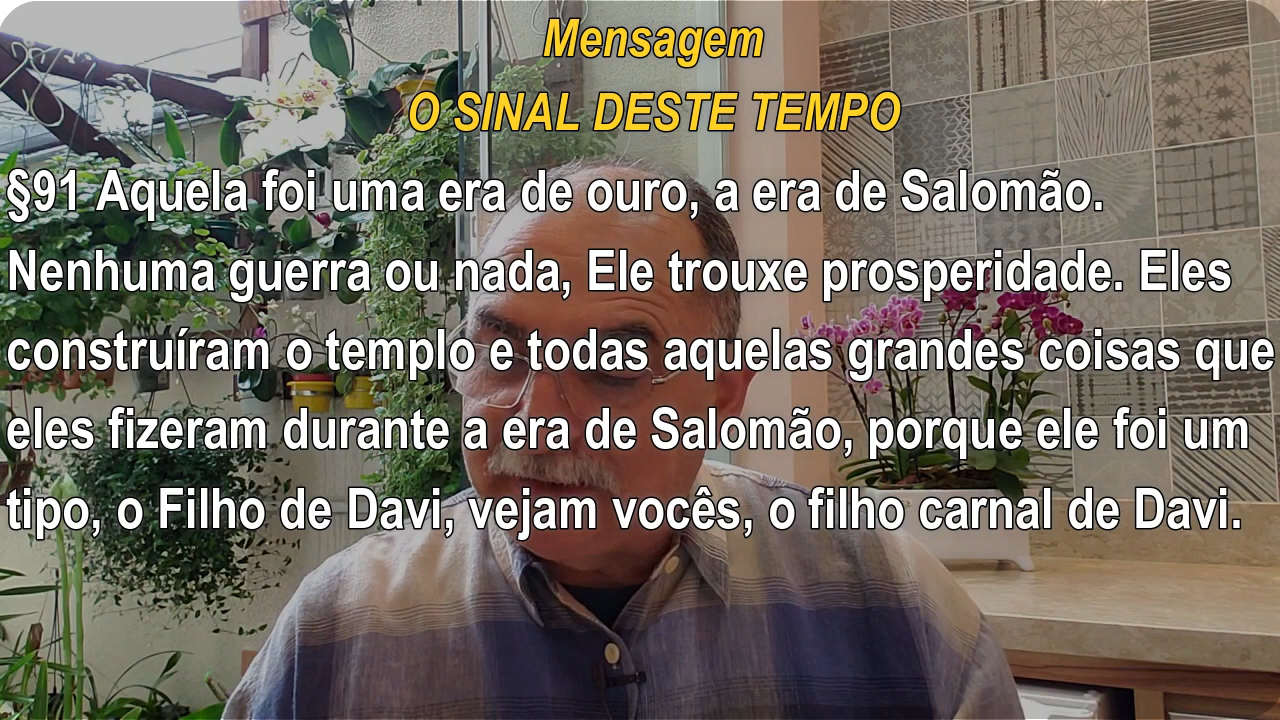 Mensagem
O SINAL DESTE TEMPO
§91 Aquela foi uma era de ouro, a era de Salomão.
Nenhuma guerra ou nada, Ele trouxe prosperidade. Eles
construíram o templo e todas aquelas grandes coisas que
eles fizeram durante a era de Salomão, porque ele foi um
tipo, o Filho de Davi, vejam vocês, o filho carnal de Davi.